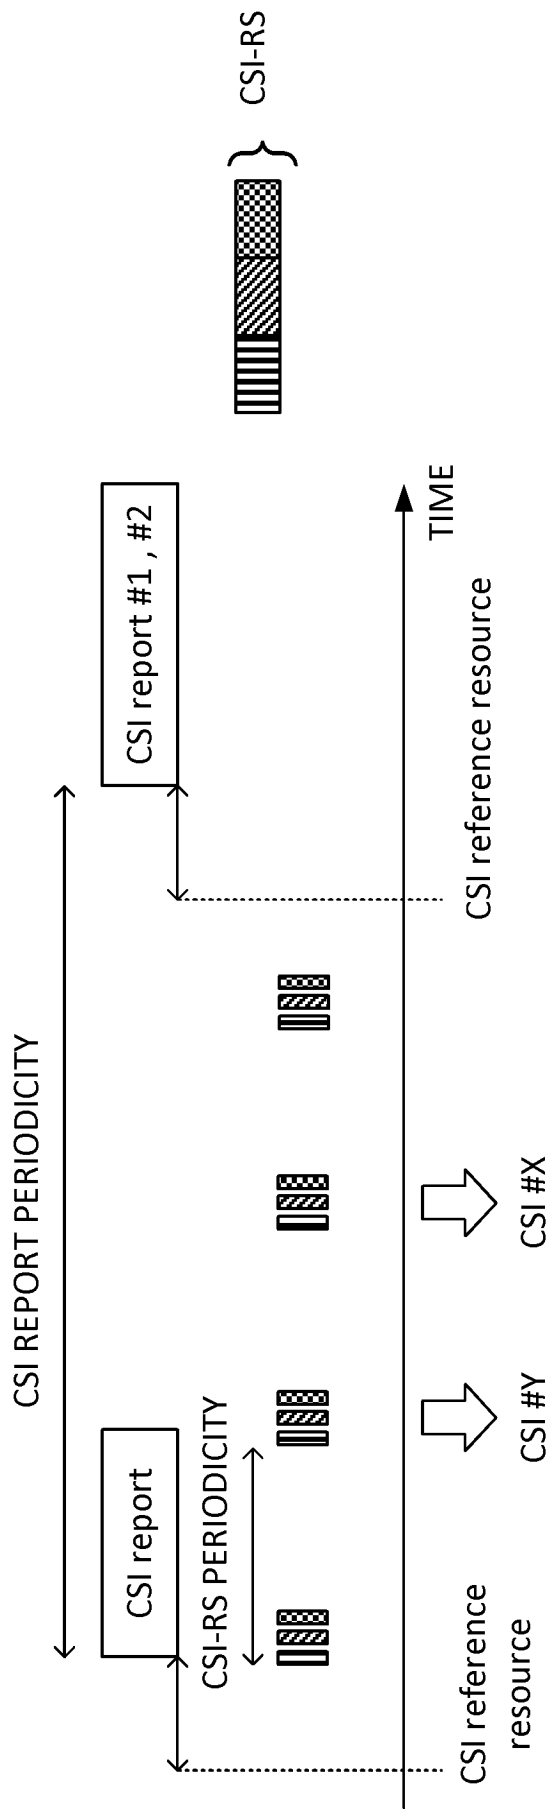 CSI REPORT PERIODICITY
CSI report
CSI report #1 , #2
CSI-RS PERIODICITY
CSI-RS
TIME
CSI reference
resource
CSI #Y
CSI #X
CSI reference resource